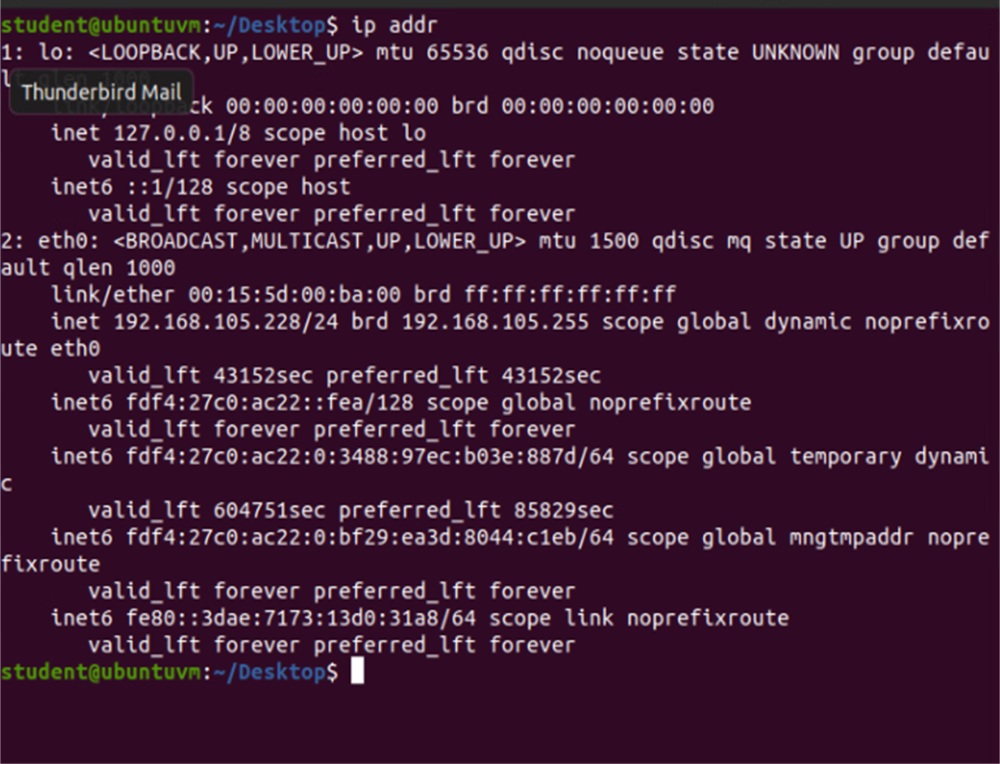 student@ubuntuvm:~/Desktop$ ip addr
1: lo: <LOOPBACK,UP,LOWER_UP> mtu 65536 qdisc noqueue state UNKNOWN group defau
lt qlen 1000
Thunderbird Mail
link/loopback 00:00:00:00:00:00 brd 00:00:00:00:00:00
inet 127.0.0.1/8 scope host lo
valid_lft forever preferred_lft forever
inet6 ::1/128 scope host
valid_lft forever preferred_lft forever
2: eth0: <BROADCAST,MULTICAST,UP,LOWER_UP> mtu 1500 qdisc mq state UP group def
ault qlen 1000
link/ether 00:15:5d:00:ba:00 brd ff:ff:ff:ff:ff:ff
inet 192.168.105.228/24 brd 192.168.105.255 scope global dynamic noprefixro
ute eth0
valid_lft 43152sec preferred_lft 43152sec
inet6 fdf4:27c0:ac22::fea/128 scope global noprefixroute
valid_lft forever preferred_lft forever
inet6 fdf4:27c0:ac22:0:3488:97ec:b03e:887d/64 scope global temporary dynami
c
valid_lft 604751sec preferred_lft 85829sec
inet6 fdf4:27c0:ac22:0:bf29:ea3d:8044:c1eb/64 scope global mngtmpaddr nopre
fixroute
valid_lft forever preferred_lft forever
inet6 fe80::3dae:7173:13d0:31a8/64 scope link noprefixroute
valid_lft forever preferred_lft forever
student@ubuntuvm:~/Desktop$